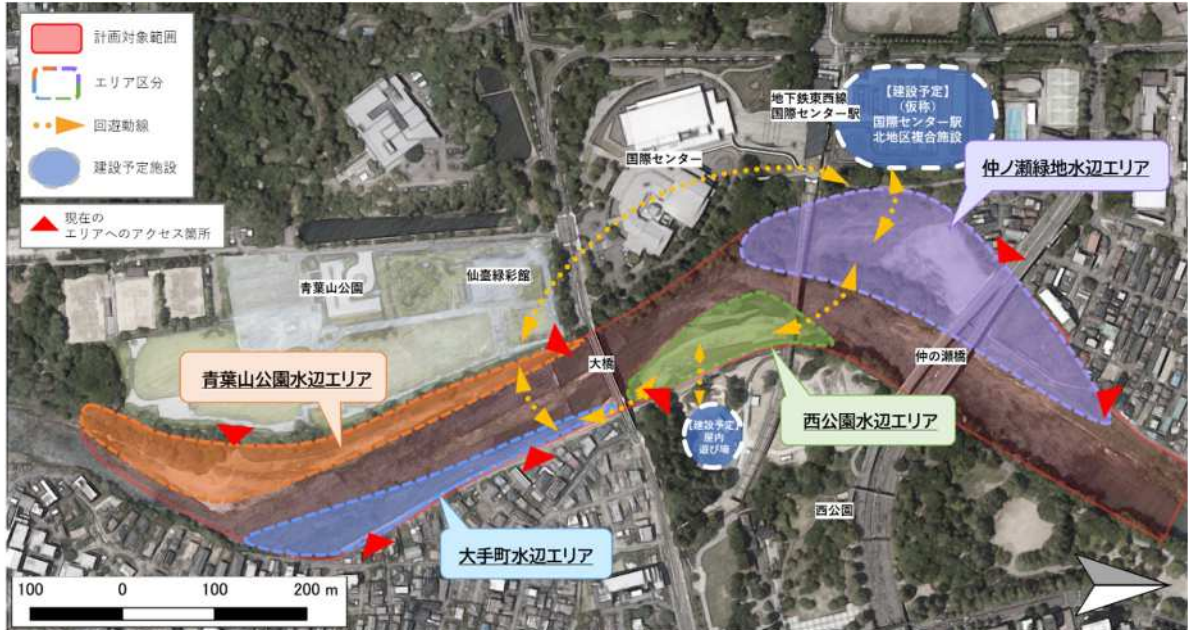 計画対象範囲
エリア区分
回遊動線
建設予定施設
現在の
エリアへのアクセス箇所
地下鉄東西線
国際センター駅
【建設予定】
(仮称)
国際センター駅
北地区複合施設
国際センター
仲ノ瀬緑地水辺エリア
青葉山公園
仙臺緑彩館
大橋
仲の瀬橋
青葉山公園水辺エリア
【建設予定】
屋内
遊び場
西公園水辺エリア
西公園
大手町水辺エリア
100 0 100 200 m